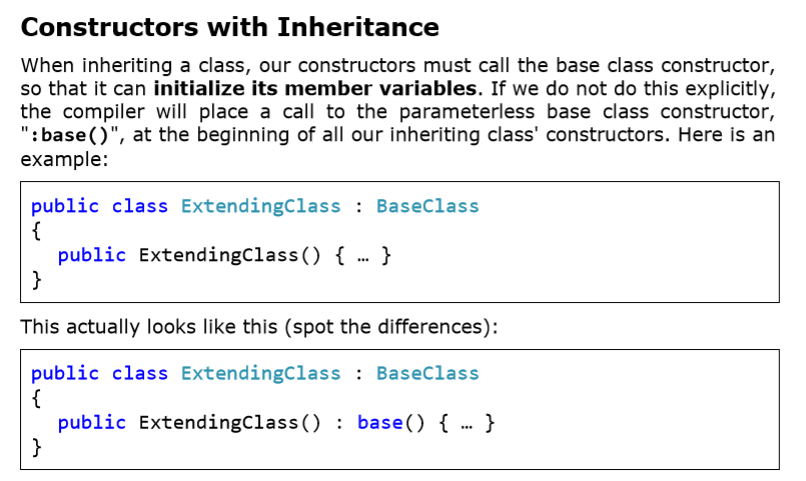 Constructors with Inheritance
When inheriting a class, our constructors must call the base class constructor,
so that it can initialize its member variables. If we do not do this explicitly,
the compiler will place a call to the parameterless base class constructor,
":base()", at the beginning of all our inheriting class' constructors. Here is an
example:
public class ExtendingClass : BaseClass
{
public ExtendingClass() { … }
}
This actually looks like this (spot the differences):
public class ExtendingClass : BaseClass
{
public ExtendingClass() : base() { … }
}